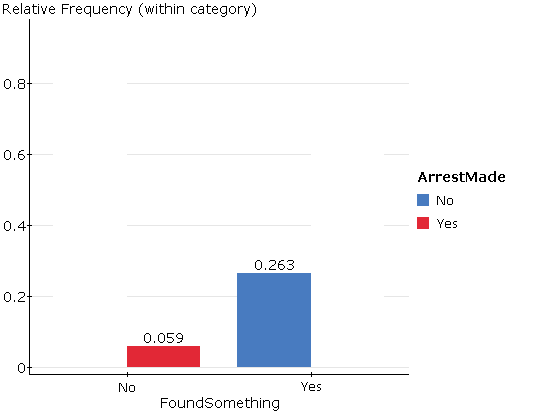 Relative Frequency (within category)
0.8
0.6
0.4
0.2
0
0.059
0.263
No
Yes
FoundSomething
ArrestMade
No
Yes